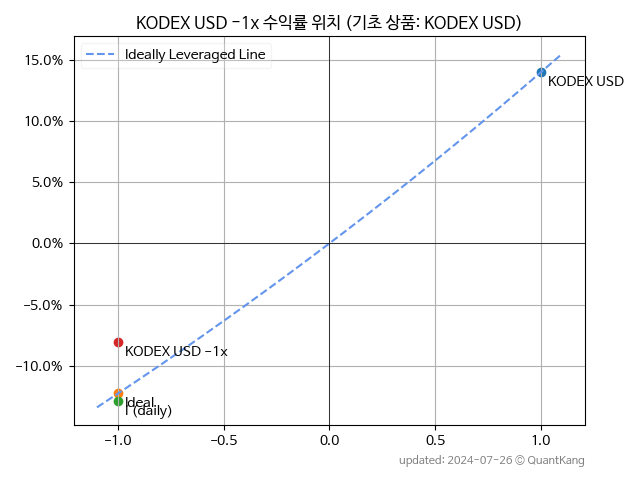 KODEX USD -1x 수익률 위치 (기초 상품: KODEX USD)
Ideally Leveraged Line
15.0%
10.0%
5.0%
0.0%
-5.0%
-10.0%
KODEX USD
KODEX USD -1x
Ideal
I (daily)
-1.0 -0.5 0.0 0.5 1.0
updated: 2024-07-26 © QuantKang